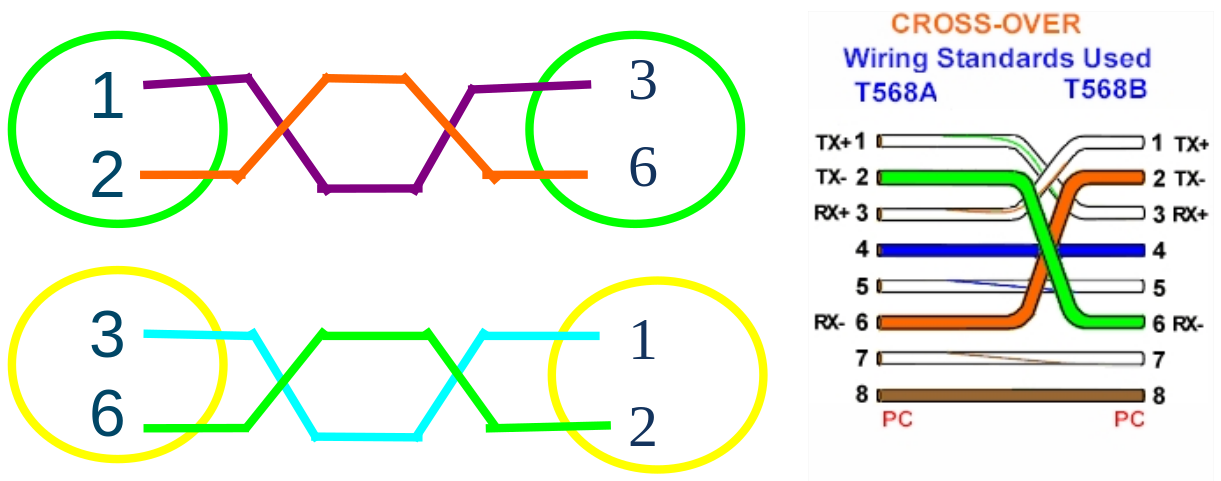 1 3
2 6
3 1
6 2
CROSS-OVER
Wiring Standards Used
T568A T568B
TX+ 1 1 TX+
TX- 2 2 TX-
RX+ 3 3 RX+
4 4
5 5
RX- 6 6 RX-
7 7
8 8
PC PC